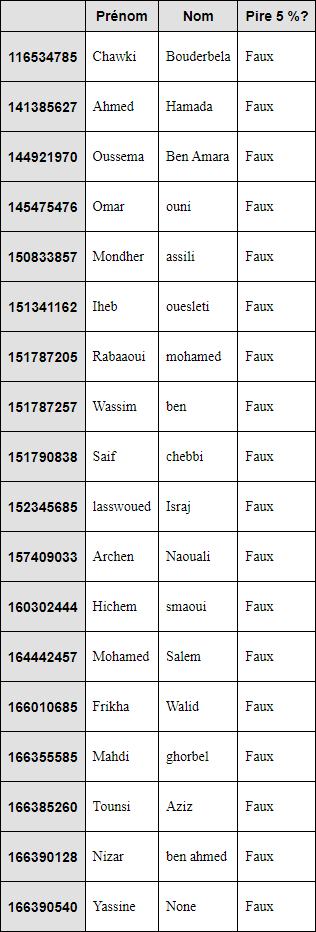 Prénom Nom Pire 5 %?
116534785 Chawki Bouderbela Faux
141385627 Ahmed Hamada Faux
144921970 Oussema Ben Amara Faux
145475476 Omar ouni Faux
150833857 Mondher assili Faux
151341162 Iheb ouesleti Faux
151787205 Rabaaoui mohamed Faux
151787257 Wassim ben Faux
151790838 Saif chebbi Faux
152345685 lasswoued Israj Faux
157409033 Archen Naouali Faux
160302444 Hichem smaoui Faux
164442457 Mohamed Salem Faux
166010685 Frikha Walid Faux
166355585 Mahdi ghorbel Faux
166385260 Tounsi Aziz Faux
166390128 Nizar ben ahmed Faux
166390540 Yassine None Faux